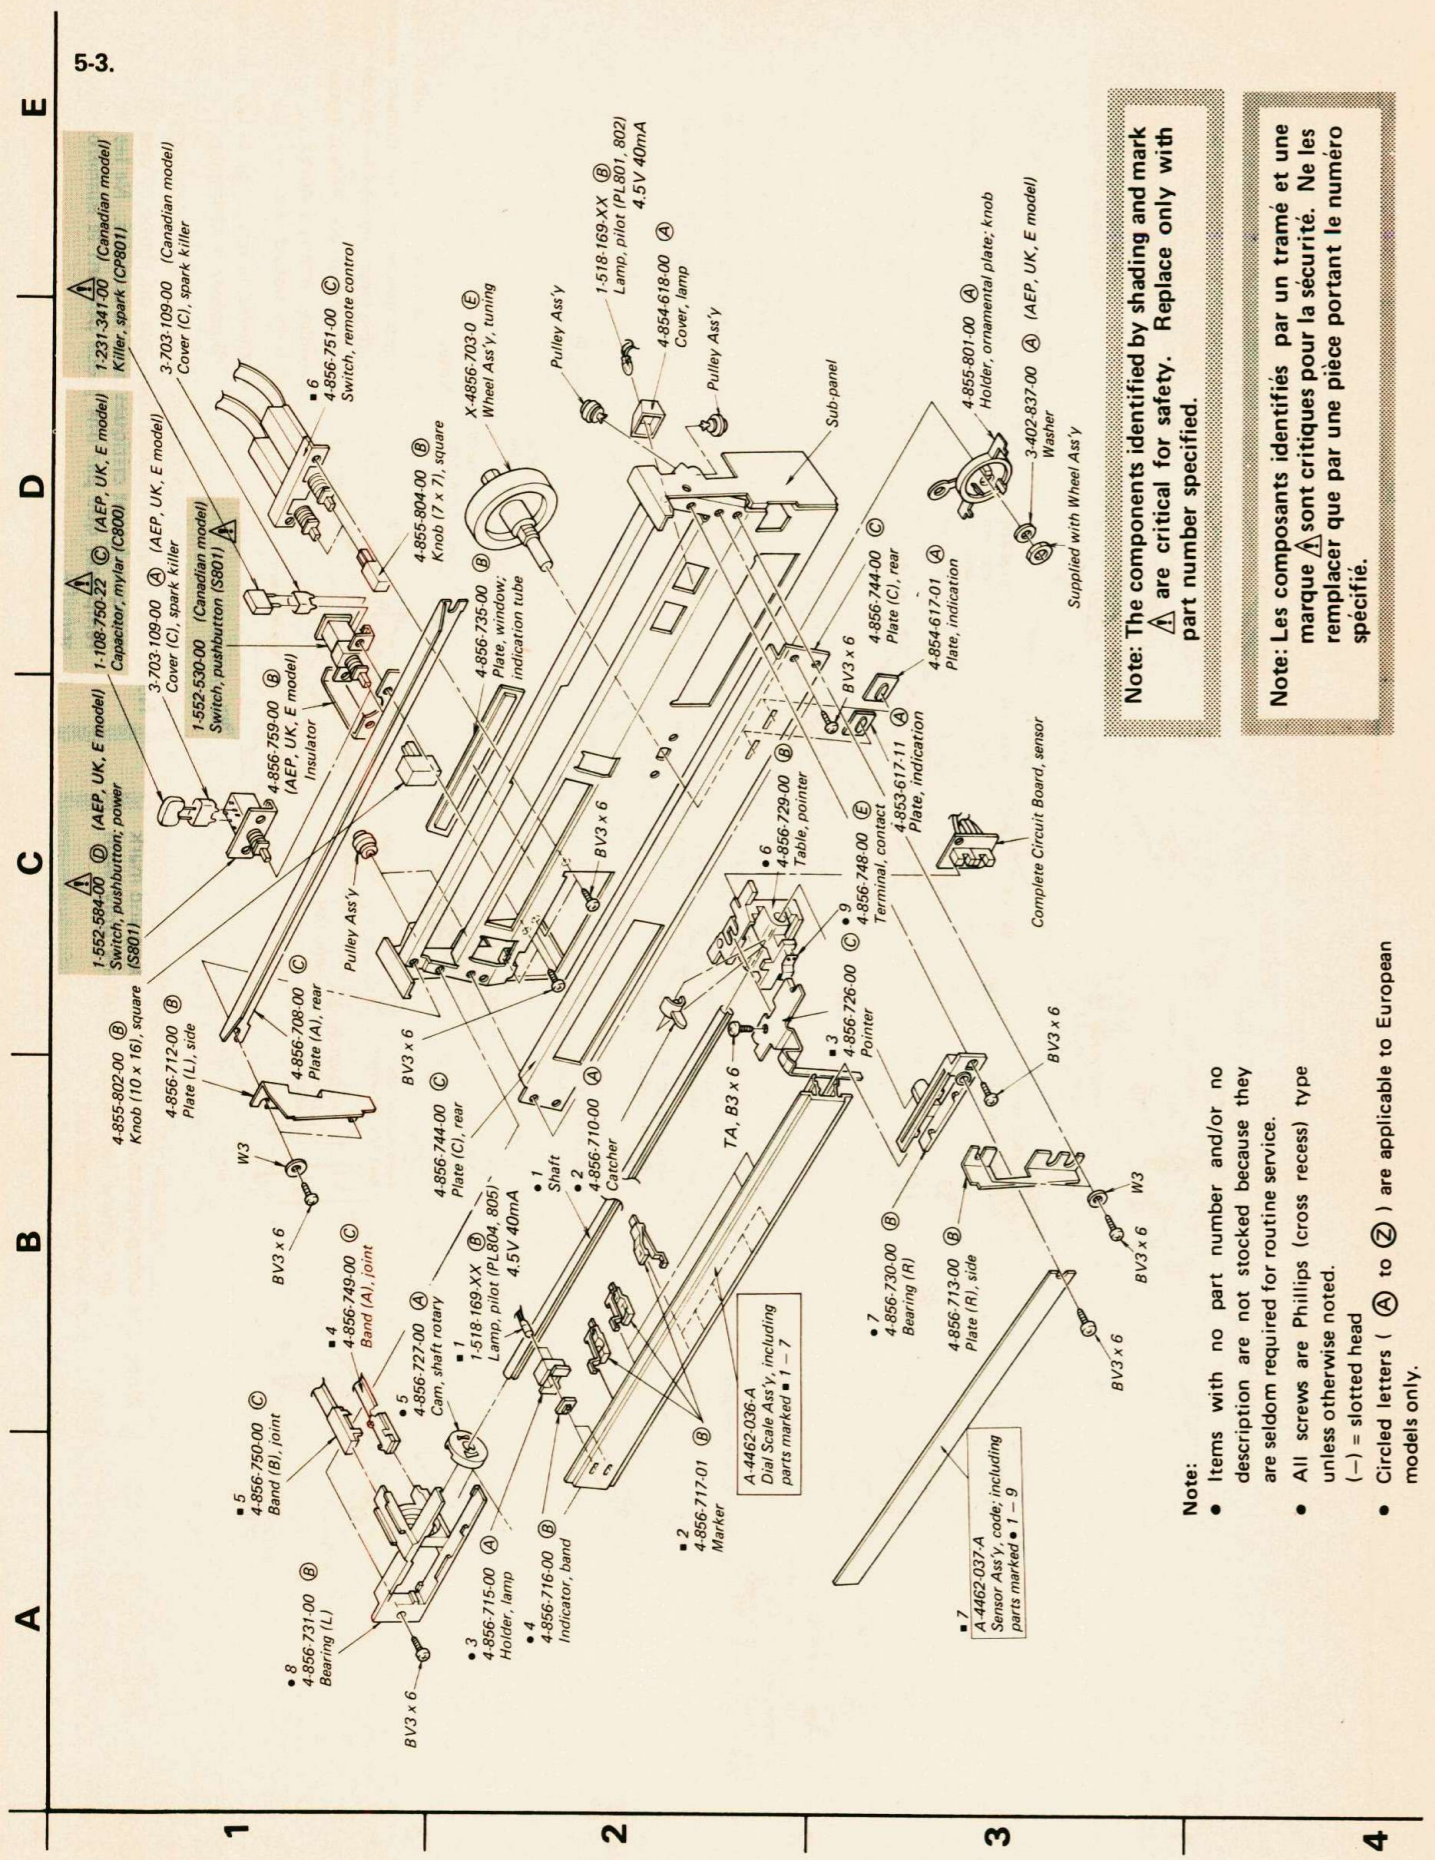 5-3.
A
B
C
D
E
1
2
3
4
1-552-584-00 Ⓓ (AEP, UK, E model)
Switch, pushbutton; power
(S801)
1-108-750-22 Ⓒ (AEP, UK, E model)
Capacitor, mylar (C800)
1-231-341-00 (Canadian model)
Killer, spark (CP801)
3-703-109-00 Ⓐ (AEP, UK, E model)
Cover (C), spark killer
3-703-109-00 (Canadian model)
Cover (C), spark killer
1-552-530-00 (Canadian model)
Switch, pushbutton (S801)
4-856-759-00 Ⓑ
(AEP, UK, E model)
Insulator
■ 6
4-856-751-00 Ⓒ
Switch, remote control
4-855-804-00 Ⓑ
Knob (7 x 7), square
X-4856-703-0 Ⓔ
Wheel Ass'y, tuning
4-856-735-00 Ⓑ
Plate, window;
indication tube
Pulley Ass'y
1-518-169-XX Ⓑ
Lamp, pilot (PL801, 802)
4.5V 40mA
4-854-618-00 Ⓐ
Cover, lamp
Pulley Ass'y
Sub-panel
4-855-802-00 Ⓑ
Knob (10 x 16), square
4-856-712-00 Ⓑ
Plate (L), side
4-856-708-00 Ⓒ
Plate (A), rear
Pulley Ass'y
W3
BV3 x 6
BV3 x 6
BV3 x 6
4-856-744-00 Ⓒ
Plate (C), rear
■ 5
4-856-750-00 Ⓒ
Band (B), joint
■ 4
4-856-749-00 Ⓒ
Band (A), joint
● 5
4-856-727-00 Ⓐ
Cam, shaft rotary
■ 1
1-518-169-XX Ⓑ
Lamp, pilot (PL804, 805)
4.5V 40mA
● 1
Shaft
● 2
4-856-710-00 Ⓐ
Catcher
● 8
4-856-731-00 Ⓑ
Bearing (L)
BV3 x 6
● 3
4-856-715-00 Ⓐ
Holder, lamp
● 4
4-856-716-00 Ⓑ
Indicator, band
■ 2
4-856-717-01 Ⓑ
Marker
A-4462-036-A
Dial Scale Ass'y, including
parts marked ■ 1 – 7
TA, B3 x 6
■ 3
4-856-726-00 Ⓒ
Pointer
● 9
4-856-748-00 Ⓔ
Terminal, contact
● 6
4-856-729-00 Ⓑ
Table, pointer
4-853-617-11 Ⓐ
Plate, indication
BV3 x 6
4-856-744-00 Ⓒ
Plate (C), rear
4-854-617-01 Ⓐ
Plate, indication
4-855-801-00 Ⓐ
Holder, ornamental plate; knob
3-402-837-00 Ⓐ (AEP, UK, E model)
Washer
Supplied with Wheel Ass'y
Complete Circuit Board, sensor
● 7
4-856-730-00 Ⓑ
Bearing (R)
4-856-713-00 Ⓑ
Plate (R), side
BV3 x 6
W3
BV3 x 6
BV3 x 6
■ 7
A-4462-037-A
Sensor Ass'y, code; including
parts marked ● 1 – 9
Note: The components identified by shading and mark
⚠ are critical for safety. Replace only with
part number specified.
Note: Les composants identifiés par un tramé et une
marque ⚠ sont critiques pour la sécurité. Ne les
remplacer que par une pièce portant le numéro
spécifié.
Note:
● Items with no part number and/or no
description are not stocked because they
are seldom required for routine service.
● All screws are Phillips (cross recess) type
unless otherwise noted.
(–) = slotted head
● Circled letters ( Ⓐ to Ⓩ ) are applicable to European
models only.